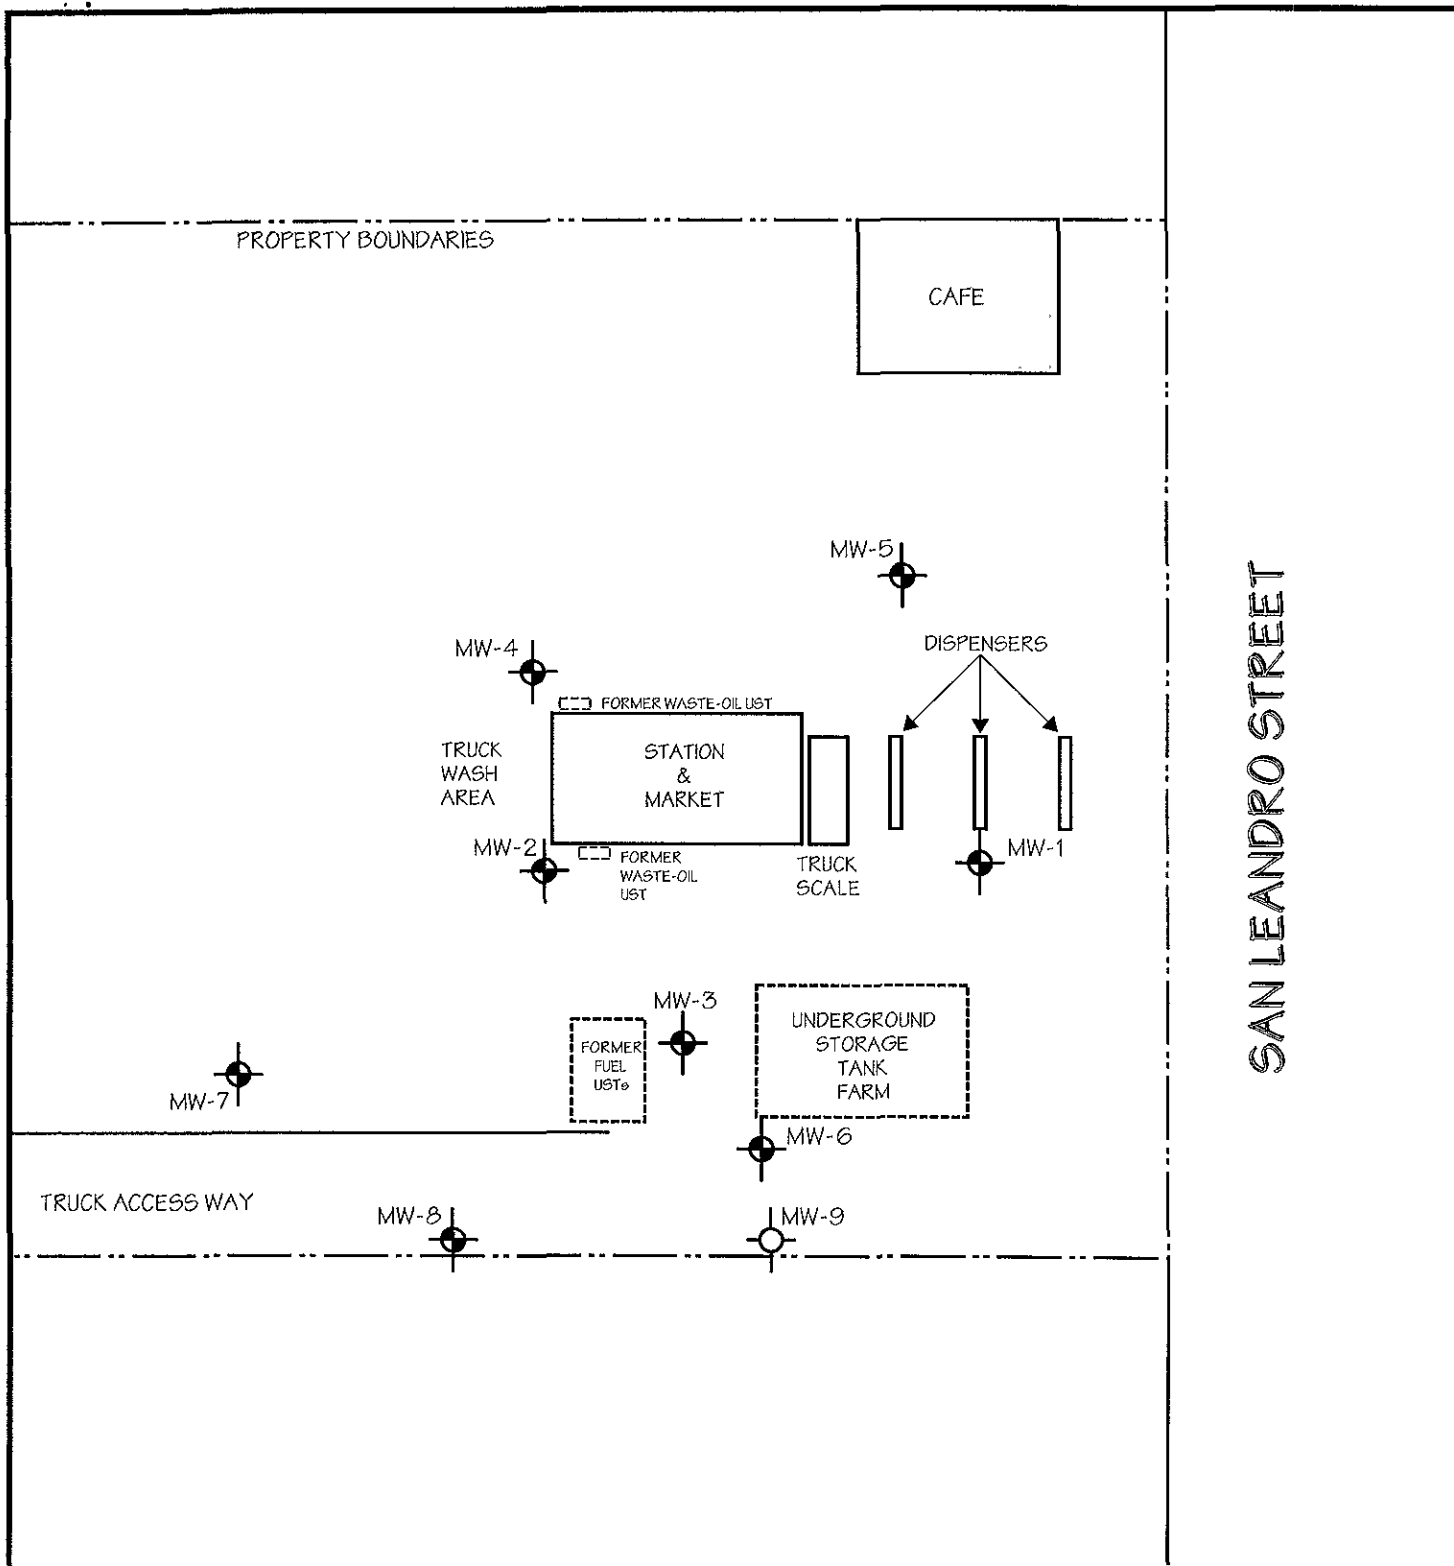 PROPERTY BOUNDARIES
CAFE
MW-5
DISPENSERS
MW-4
FORMER WASTE-OIL UST
TRUCK
WASH
AREA
STATION
&
MARKET
MW-2
FORMER
WASTE-OIL
UST
TRUCK
SCALE
MW-1
SAN LEANDRO STREET
MW-3
UNDERGROUND
STORAGE
TANK
FARM
FORMER
FUEL
USTs
MW-7
MW-6
TRUCK ACCESS WAY
MW-8
MW-9